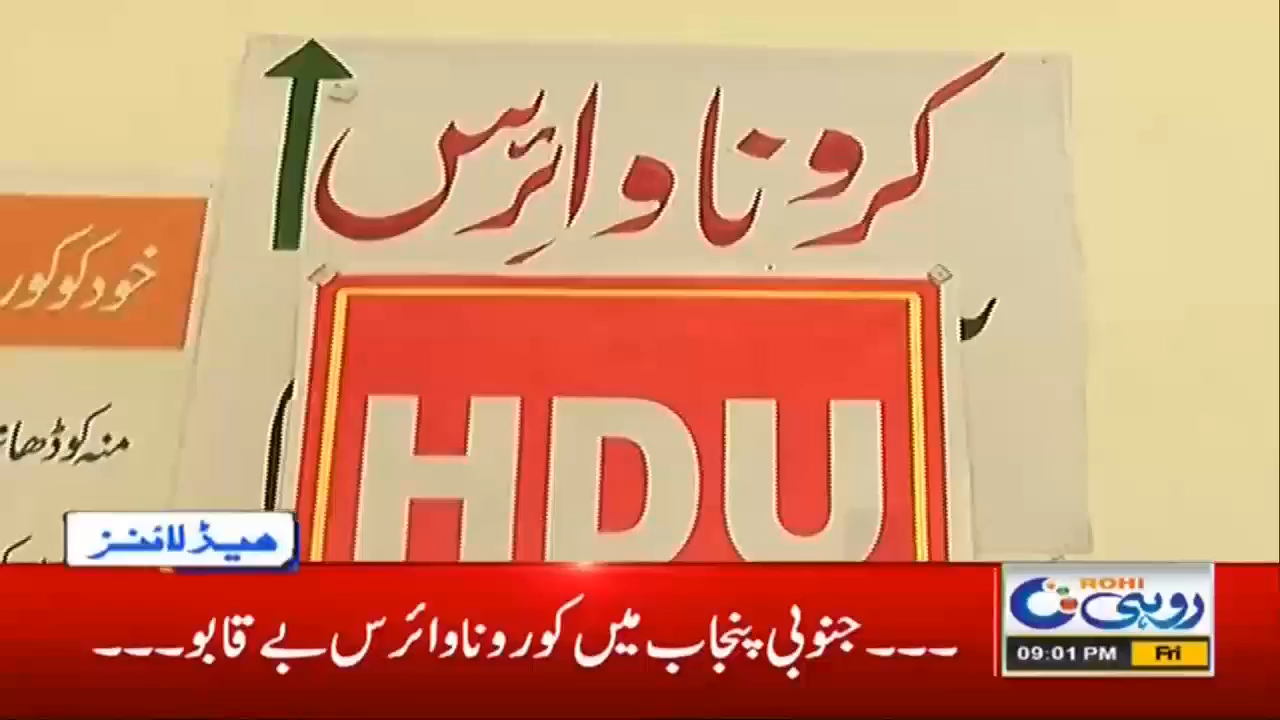 کرونا وائرس
HDU
خود کو کور
منہ کو ڈھا
ہیڈ لائنز
۔۔۔ جنوبی پنجاب میں کورونا وائرس بے قابو۔۔۔
ROHI
روہی
09:01 PM Fri